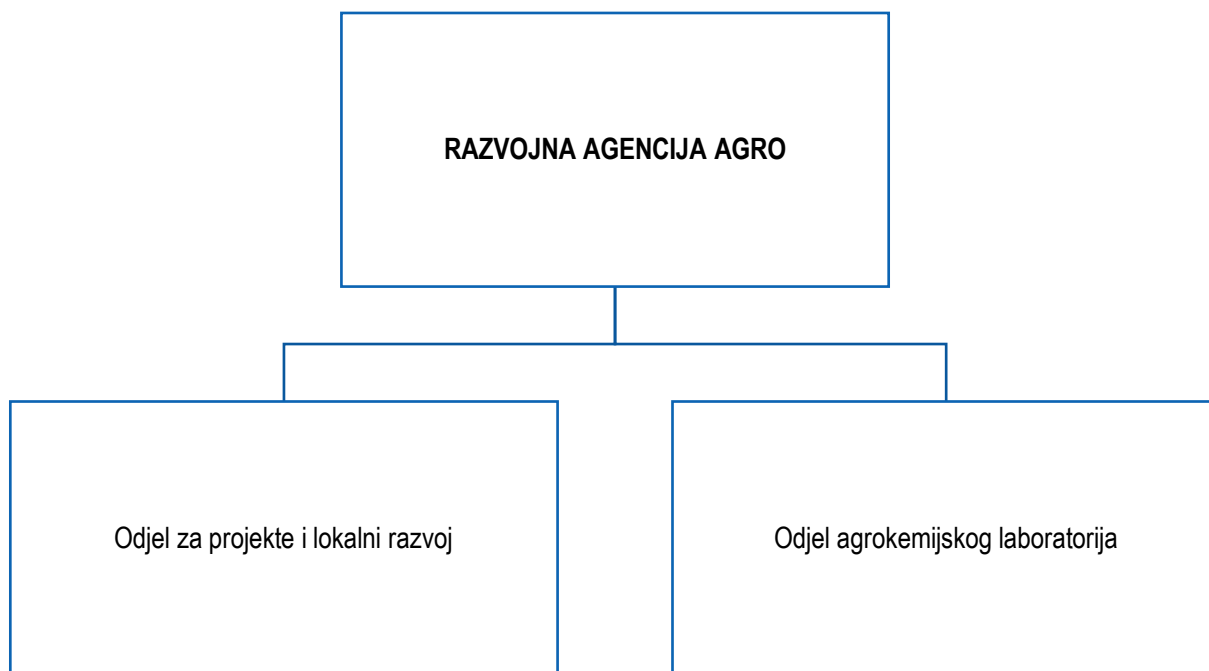 RAZVOJNA AGENCIJA AGRO
Odjel za projekte i lokalni razvoj
Odjel agrokemijskog laboratorija